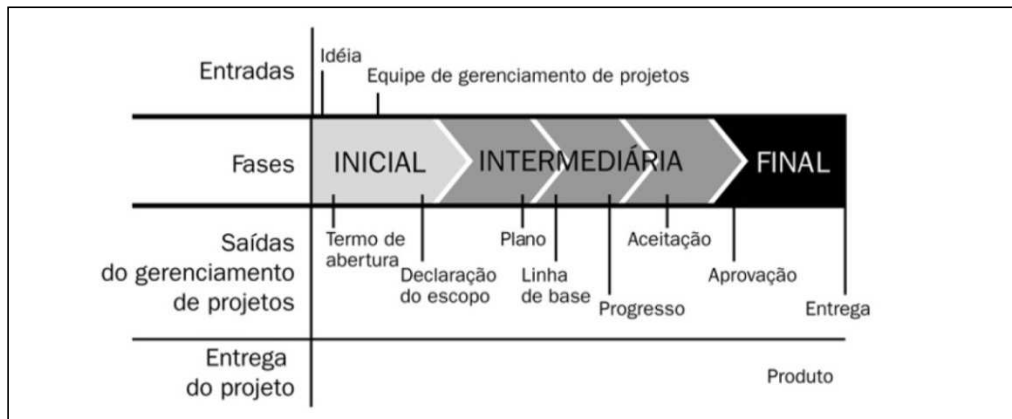 Entradas
Idéia
Equipe de gerenciamento de projetos
Fases
INICIAL
INTERMEDIÁRIA
FINAL
Saídas
do gerenciamento
de projetos
Termo de
abertura
Declaração
do escopo
Plano
Linha
de base
Progresso
Aceitação
Aprovação
Entrega
Entrega
do projeto
Produto